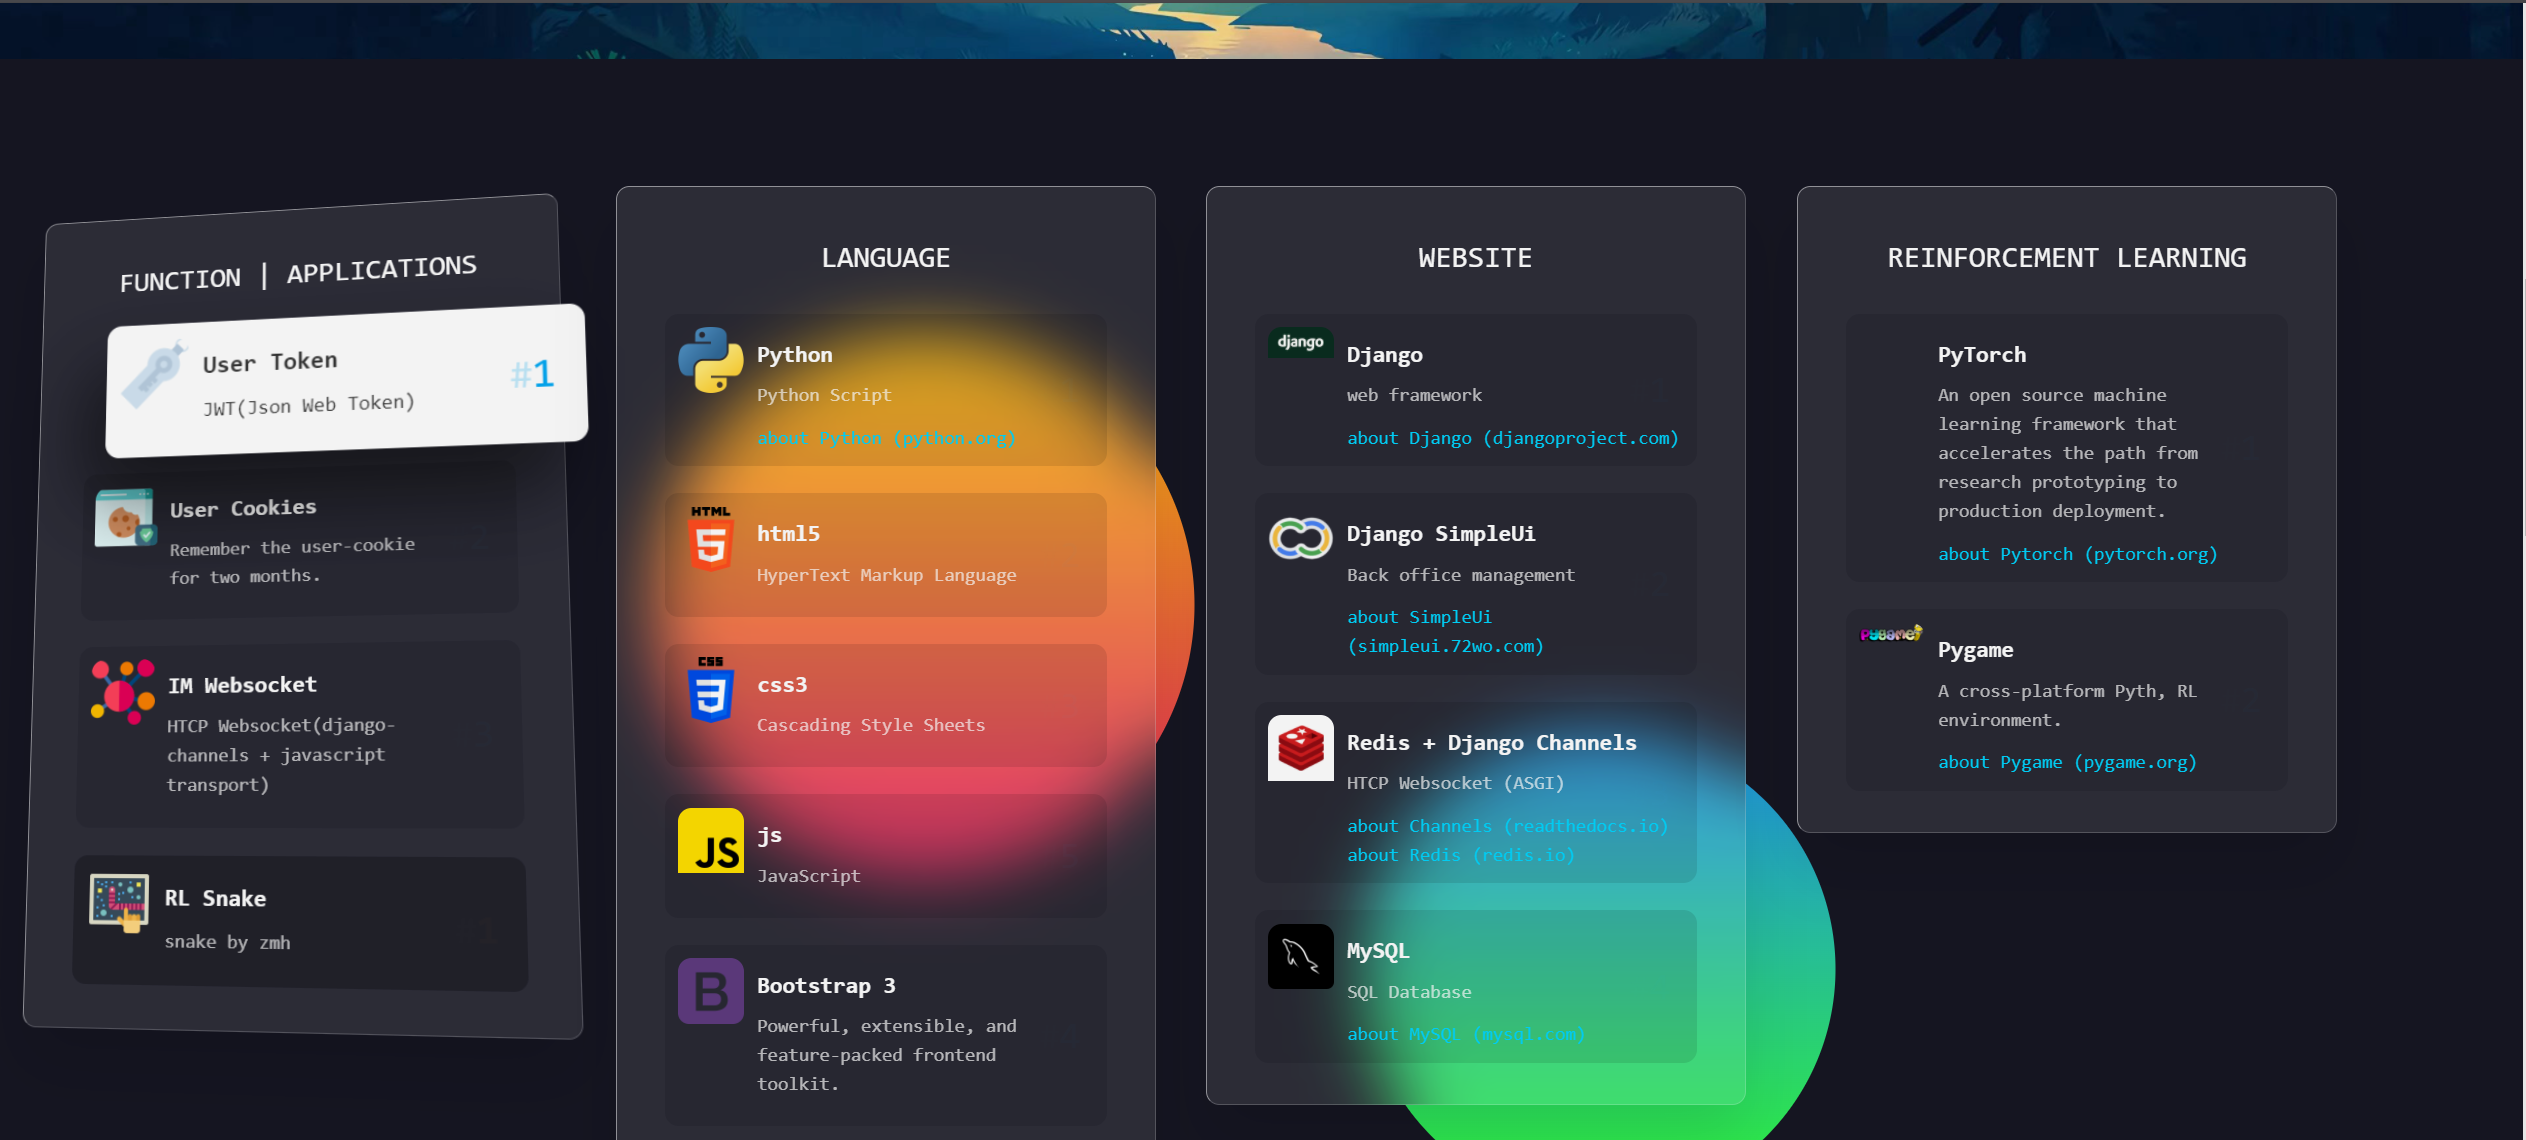 FUNCTION | APPLICATIONS
User Token
JWT(Json Web Token)
#1
User Cookies
Remember the user-cookie
for two months.
IM Websocket
HTCP Websocket(django-
channels + javascript
transport)
RL Snake
snake by zmh
LANGUAGE
Python
Python Script
about Python (python.org)
HTML
5
html5
HyperText Markup Language
CSS
3
css3
Cascading Style Sheets
JS
js
JavaScript
B
Bootstrap 3
Powerful, extensible, and
feature-packed frontend
toolkit.
WEBSITE
django
Django
web framework
about Django (djangoproject.com)
Django SimpleUi
Back office management
about SimpleUi
(simpleui.72wo.com)
Redis + Django Channels
HTCP Websocket (ASGI)
about Channels (readthedocs.io)
about Redis (redis.io)
MySQL
SQL Database
about MySQL (mysql.com)
REINFORCEMENT LEARNING
PyTorch
An open source machine
learning framework that
accelerates the path from
research prototyping to
production deployment.
about Pytorch (pytorch.org)
pygame
Pygame
A cross-platform Pyth, RL
environment.
about Pygame (pygame.org)